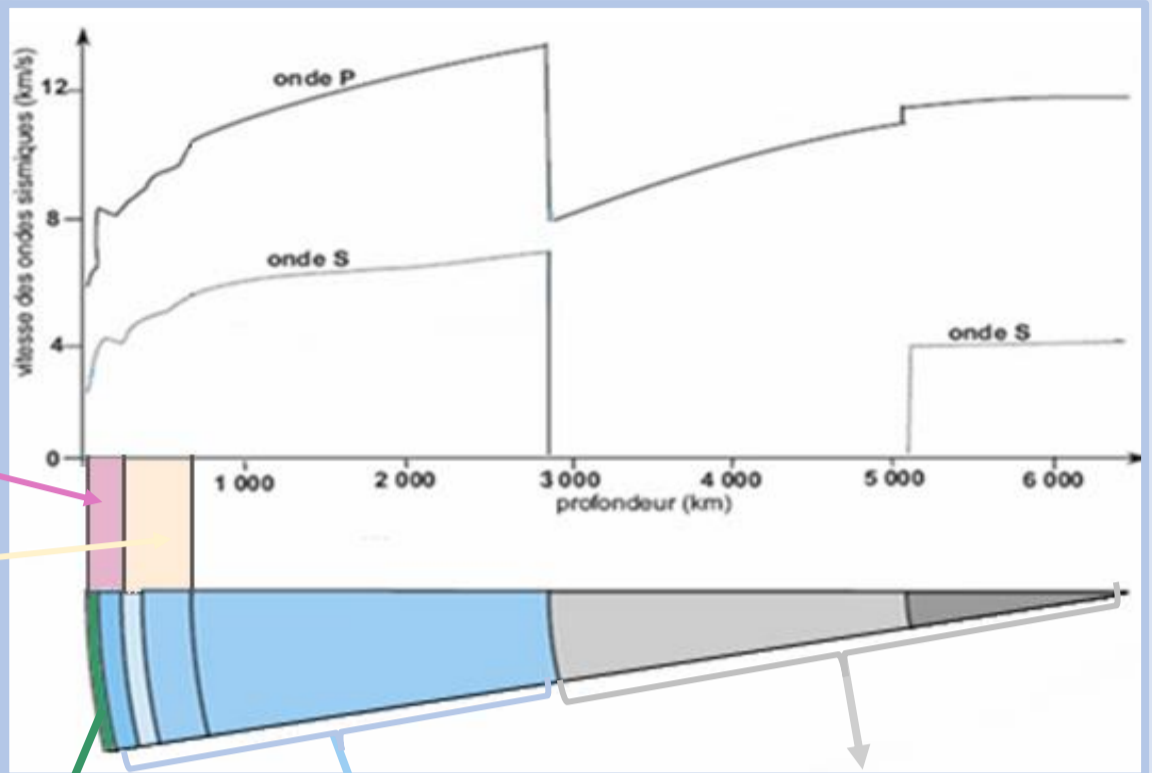 vitesse des ondes sismiques (km/s)
12
8
4
0
onde P
onde S
onde S
1 000
2 000
3 000
4 000
5 000
6 000
profondeur (km)